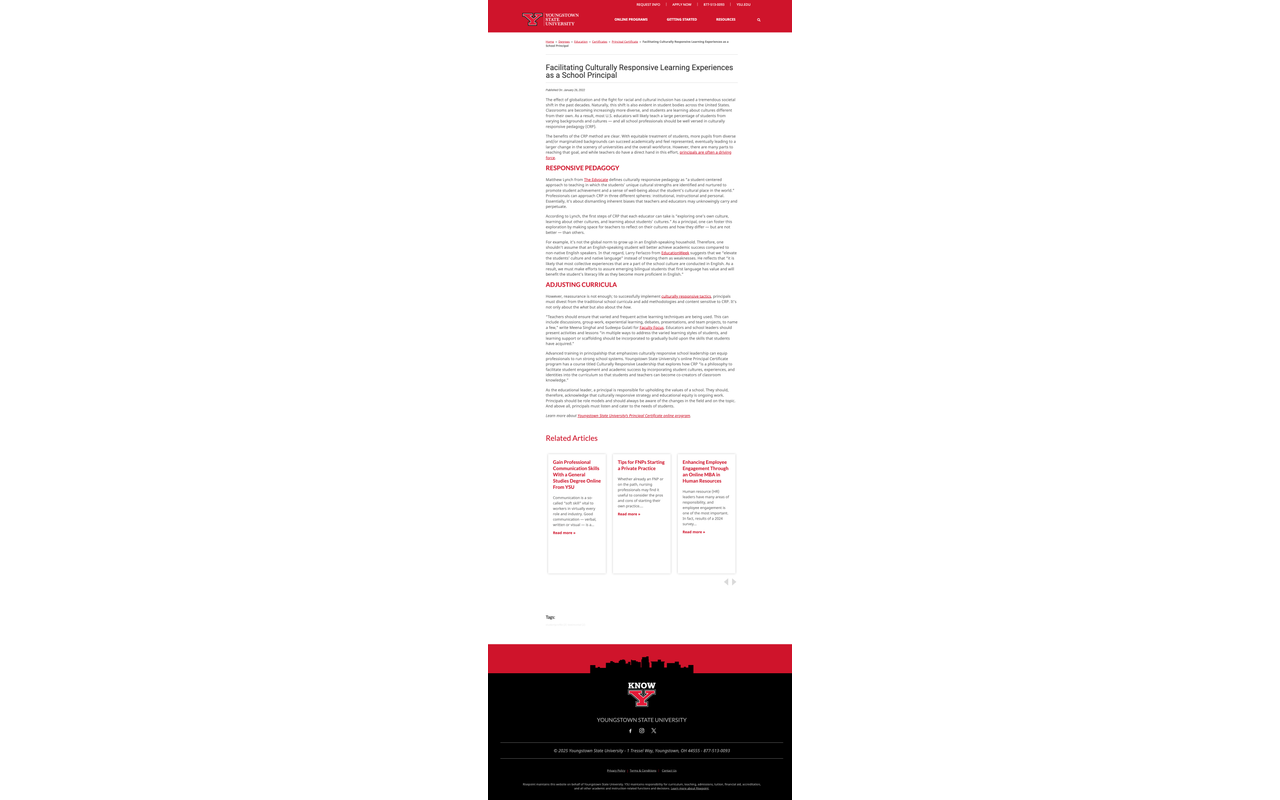 REQUEST INFO | APPLY NOW | 877-513-0093 | YSU.EDU
YOUNGSTOWN
STATE
UNIVERSITY
ONLINE PROGRAMS
GETTING STARTED
RESOURCES
Home » Degrees » Education » Certificates » Principal Certificate » Facilitating Culturally Responsive Learning Experiences as a
School Principal
Facilitating Culturally Responsive Learning Experiences
as a School Principal
Published On: January 26, 2022
The effect of globalization and the fight for racial and cultural inclusion has caused a tremendous societal
shift in the past decades. Naturally, this shift is also evident in student bodies across the United States.
Classrooms are becoming increasingly more diverse, and students are learning about cultures different
from their own. As a result, most U.S. educators will likely teach a large percentage of students from
varying backgrounds and cultures — and all school professionals should be well-versed in culturally
responsive pedagogy (CRP).
The benefits of the CRP method are clear: With equitable treatment of students, more pupils from diverse
and/or marginalized backgrounds can succeed academically and feel represented, eventually leading to a
larger change in the scenery of universities and the overall workforce. However, there are many parts to
reaching that goal, and while teachers do have a direct hand in this effort, principals are often a driving
force.
RESPONSIVE PEDAGOGY
Matthew Lynch from The Edvocate defines culturally responsive pedagogy as "a student-centered
approach to teaching in which the students' unique cultural strengths are identified and nurtured to
promote student achievement and a sense of well-being about the student's cultural place in the world."
Professionals can approach CRP in three different spheres: institutional, instructional and personal.
Essentially, it's about dismantling inherent biases that teachers and educators may unknowingly carry and
perpetuate.
According to Lynch, the first steps of CRP that each educator can take is "exploring one's own culture,
learning about other cultures, and learning about students' cultures." As a principal, one can foster this
exploration by making space for teachers to reflect on their cultures and how they differ — but are not
better — than others.
For example, it's not the global norm to grow up in an English-speaking household. Therefore, one
shouldn't assume that an English-speaking student will better achieve academic success compared to
non-native English speakers. In that regard, Larry Ferlazzo from EducationWeek suggests that we "elevate
the students' culture and native language" instead of treating them as weaknesses. He reflects that "it is
likely that most collective experiences that are a part of the school culture are conducted in English. As a
result, we must make efforts to assure emerging bilingual students that first language has value and will
benefit the student's literacy life as they become more proficient in English."
ADJUSTING CURRICULA
However, reassurance is not enough; to successfully implement culturally responsive tactics, principals
must divest from the traditional school curricula and add methodologies and content sensitive to CRP. It's
not only about the what but also about the how.
"Teachers should ensure that varied and frequent active learning techniques are being used. This can
include discussions, group work, experiential learning, debates, presentations, and team projects, to name
a few," write Meena Singhal and Sudeepa Gulati for Faculty Focus. Educators and school leaders should
present activities and lessons "in multiple ways to address the varied learning styles of students, and
learning support or scaffolding should be incorporated to gradually build upon the skills that students
have acquired."
Advanced training in principalship that emphasizes culturally responsive school leadership can equip
professionals to run strong school systems. Youngstown State University's online Principal Certificate
program has a course titled Culturally Responsive Leadership that explores how CRP "is a philosophy to
facilitate student engagement and academic success by incorporating student cultures, experiences, and
identities into the curriculum so that students and teachers can become co-creators of classroom
knowledge."
As the educational leader, a principal is responsible for upholding the values of a school. They should,
therefore, acknowledge that culturally responsive strategy and educational equity is ongoing work.
Principals should be role models and should always be aware of the changes in the field and on the topic.
And above all, principals must listen and cater to the needs of students.
Learn more about Youngstown State University's Principal Certificate online program.
Related Articles
Gain Professional
Communication Skills
With a General
Studies Degree Online
From YSU
Communication is a so-
called "soft skill" vital to
workers in virtually every
role and industry. Good
communication — verbal,
written or visual — is a...
Read more »
Tips for FNPs Starting
a Private Practice
Whether already an FNP or
on the path, nursing
professionals may find it
useful to consider the pros
and cons of starting their
own practice....
Read more »
Enhancing Employee
Engagement Through
an Online MBA in
Human Resources
Human resource (HR)
leaders have many areas of
responsibility, and
employee engagement is
one of the most important.
In fact, results of a 2024
survey...
Read more »
Tags
KNOW
Y
YOUNGSTOWN STATE UNIVERSITY
© 2025 Youngstown State University - 1 Tressel Way, Youngstown, OH 44555 - 877-513-0093
Privacy Policy | Terms & Conditions | Contact Us
Risepoint maintains this website on behalf of Youngstown State University. YSU maintains responsibility for curriculum, teaching, admissions, career, financial aid, accreditation,
and all other academic and instruction-related functions and decisions. Learn more about Risepoint.